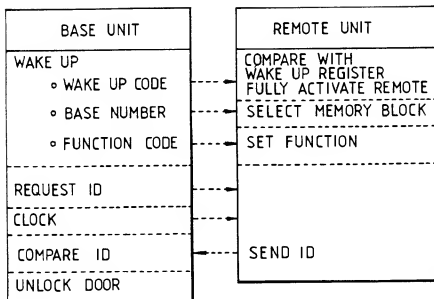 BASE UNIT
WAKE UP
o WAKE UP CODE
o BASE NUMBER
o FUNCTION CODE
REQUEST ID
CLOCK
COMPARE ID
UNLOCK DOOR
REMOTE UNIT
COMPARE WITH
WAKE UP REGISTER
FULLY ACTIVATE REMOTE
SELECT MEMORY BLOCK
SET FUNCTION
SEND ID